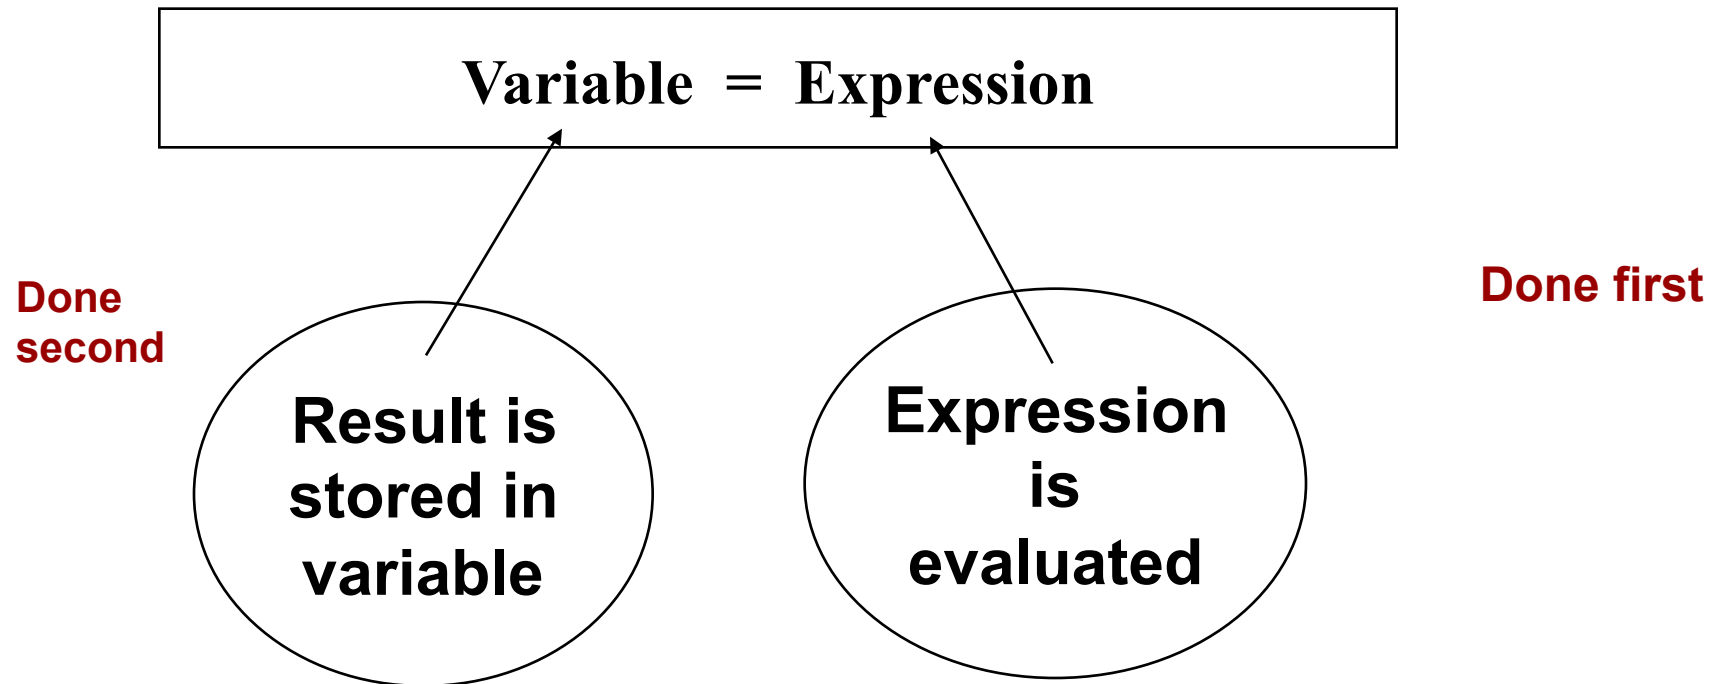 Variable = Expression
Done
second
Done first
Result is
stored in
variable
Expression
is
evaluated